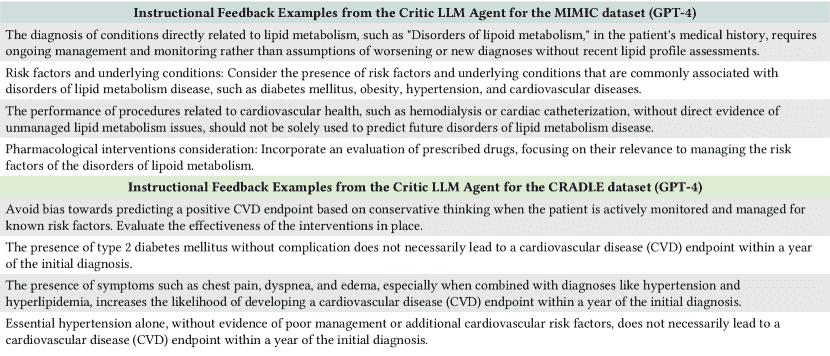 Instructional Feedback Examples from the Critic LLM Agent for the MIMIC dataset (GPT-4)
The diagnosis of conditions directly related to lipid metabolism, such as "Disorders of lipoid metabolism," in the patient's medical history, requires
ongoing management and monitoring rather than assumptions of worsening or new diagnoses without recent lipid profile assessments.
Risk factors and underlying conditions: Consider the presence of risk factors and underlying conditions that are commonly associated with
disorders of lipid metabolism disease, such as diabetes mellitus, obesity, hypertension, and cardiovascular diseases.
The performance of procedures related to cardiovascular health, such as hemodialysis or cardiac catheterization, without direct evidence of
unmanaged lipid metabolism issues, should not be solely used to predict future disorders of lipid metabolism disease.
Pharmacological interventions consideration: Incorporate an evaluation of prescribed drugs, focusing on their relevance to managing the risk
factors of the disorders of lipoid metabolism.
Instructional Feedback Examples from the Critic LLM Agent for the CRADLE dataset (GPT-4)
Avoid bias towards predicting a positive CVD endpoint based on conservative thinking when the patient is actively monitored and managed for
known risk factors. Evaluate the effectiveness of the interventions in place.
The presence of type 2 diabetes mellitus without complication does not necessarily lead to a cardiovascular disease (CVD) endpoint within a year
of the initial diagnosis.
The presence of symptoms such as chest pain, dyspnea, and edema, especially when combined with diagnoses like hypertension and
hyperlipidemia, increases the likelihood of developing a cardiovascular disease (CVD) endpoint within a year of the initial diagnosis.
Essential hypertension alone, without evidence of poor management or additional cardiovascular risk factors, does not necessarily lead to a
cardiovascular disease (CVD) endpoint within a year of the initial diagnosis.